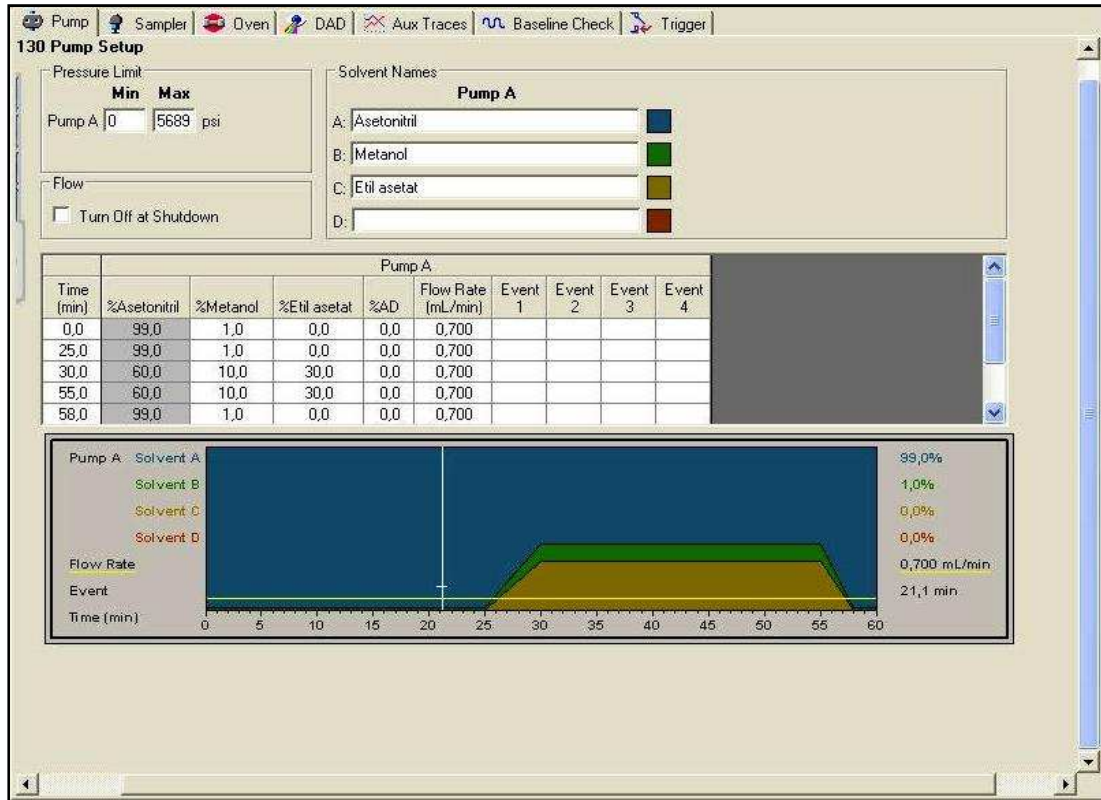 Pump Sampler Oven DAD Aux Traces Baseline Check Trigger
130 Pump Setup
Pressure Limit
Min Max
Pump A 0 5689 psi
Flow
Turn Off at Shutdown
Solvent Names
Pump A
A: Asetonitril
B: Metanol
C: Etil asetat
D:
Pump A
Time (min) %Asetonitril %Metanol %Etil asetat %AD Flow Rate (mL/min) Event 1 Event 2 Event 3 Event 4
0,0 99,0 1,0 0,0 0,0 0,700
25,0 99,0 1,0 0,0 0,0 0,700
30,0 60,0 10,0 30,0 0,0 0,700
55,0 60,0 10,0 30,0 0,0 0,700
58,0 99,0 1,0 0,0 0,0 0,700
Pump A Solvent A 99,0%
Solvent B 1,0%
Solvent C 0,0%
Solvent D 0,0%
Flow Rate 0,700 mL/min
Event 21,1 min
Time (min)
0 5 10 15 20 25 30 35 40 45 50 55 60